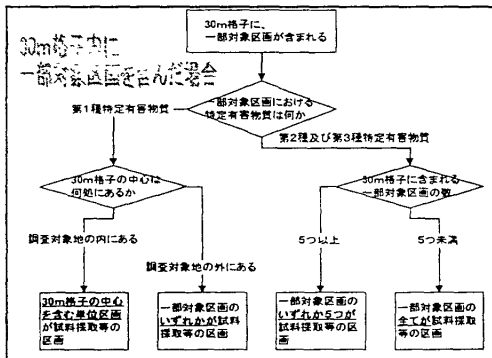 30m格子中に
一部対象区画を含んだ場合
30m格子に、
一部対象区画が含まれる
一部対象区画における
特定有害物質は何か
第1種特定有害物質
第2種及び第3種特定有害物質
30m格子の中心は
何処にあるか
30m格子に含まれる
一部対象区画の数
調査対象地の内にある
調査対象地の外にある
5つ以上
5つ未満
30m格子の中心
を含む単位区画
が試料採取等の
区画
一部対象区画の
いずれかが試料
採取等の区画
一部対象区画の
いずれか5つが試
料採取等の区画
一部対象区画の
全てが試料採取
等の区画